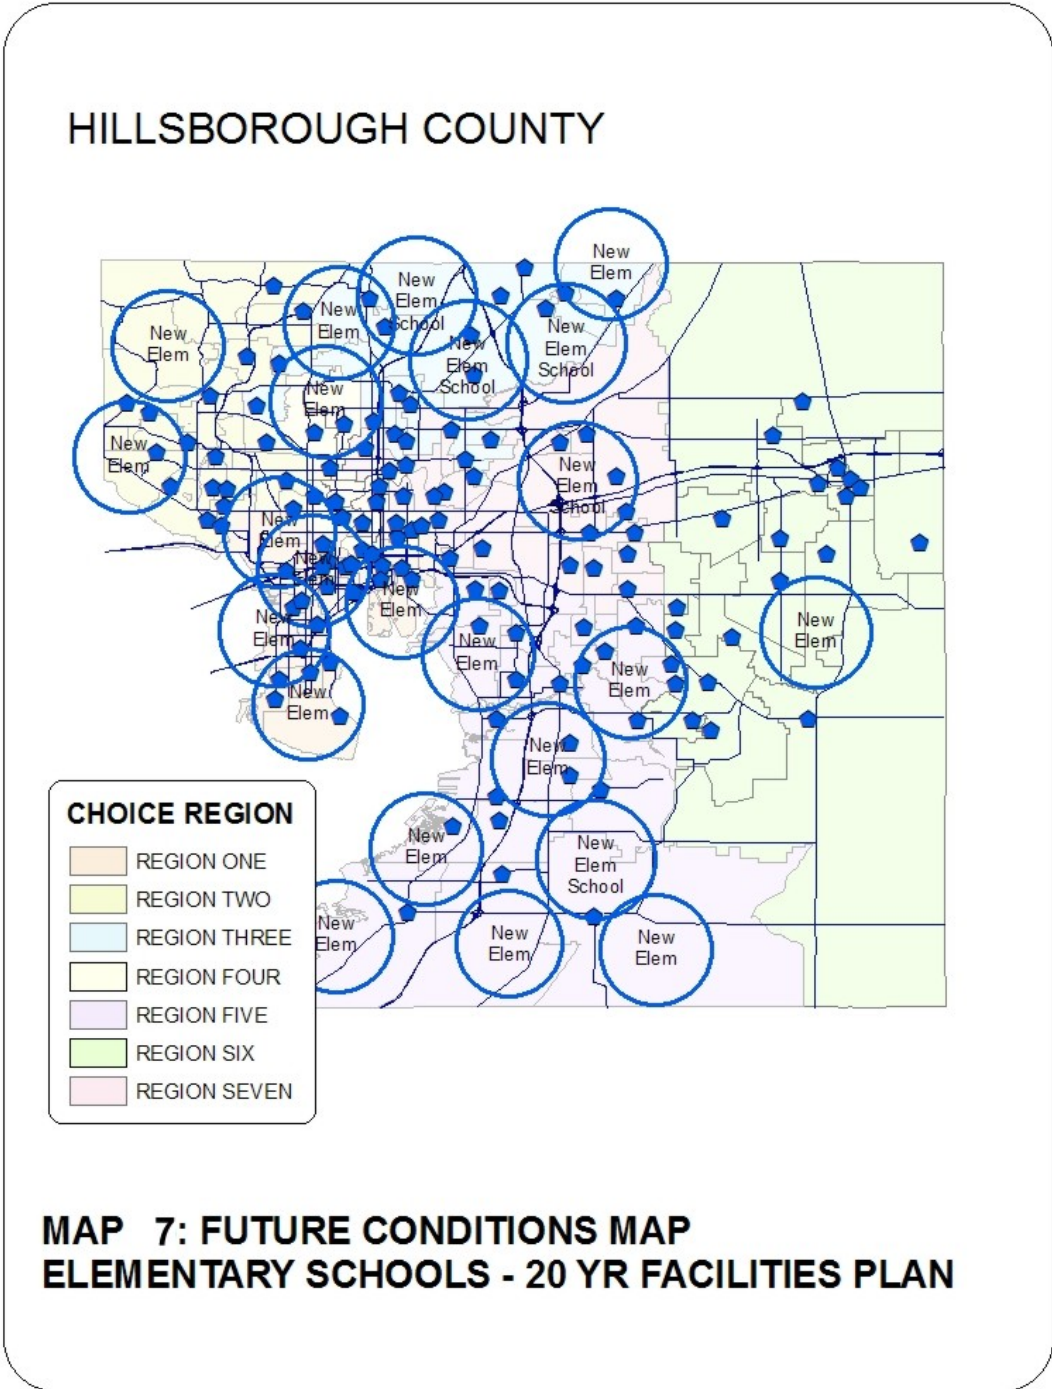 HILLSBOROUGH COUNTY
New
Elem
New
Elem
School
New
Elem
New
Elem
New
Elem
School
New
Elem
School
New
Elem
New
Elem
New
Elem
School
New
Elem
New
Elem
New
Elem
New
Elem
New
Elem
New
Elem
New
Elem
New
Elem
New
Elem
New
Elem
New
Elem
School
New
Elem
New
Elem
New
Elem
CHOICE REGION
REGION ONE
REGION TWO
REGION THREE
REGION FOUR
REGION FIVE
REGION SIX
REGION SEVEN
MAP 7: FUTURE CONDITIONS MAP
ELEMENTARY SCHOOLS - 20 YR FACILITIES PLAN